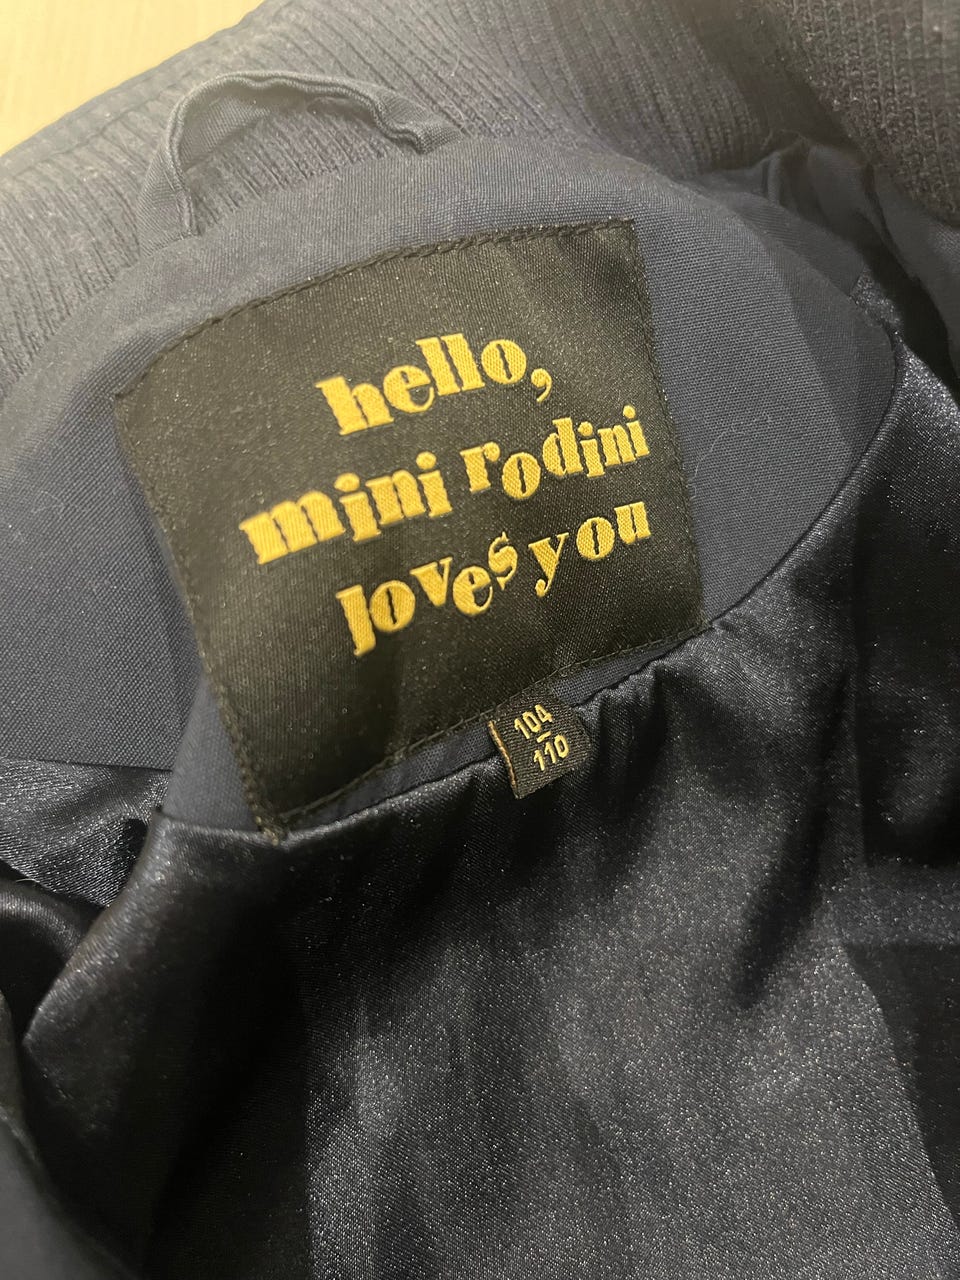 hello,
mini rodini
loves you
104
-
110